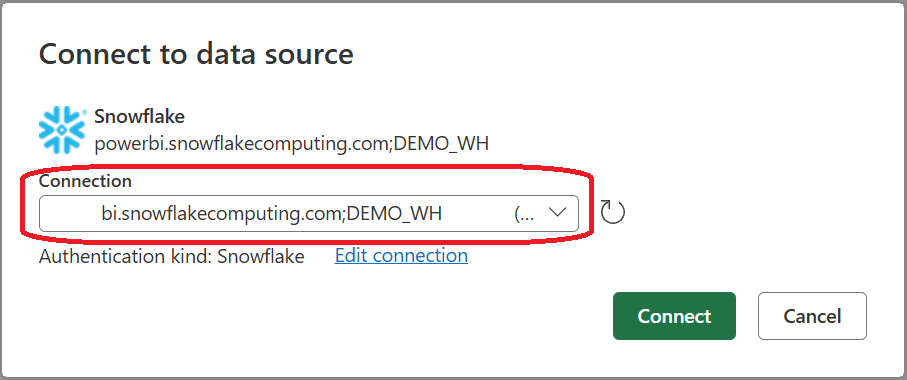 Connect to data source
Snowflake
powerbi.snowflakecomputing.com;DEMO_WH
Connection
bi.snowflakecomputing.com;DEMO_WH (...
Authentication kind: Snowflake Edit connection
Connect Cancel